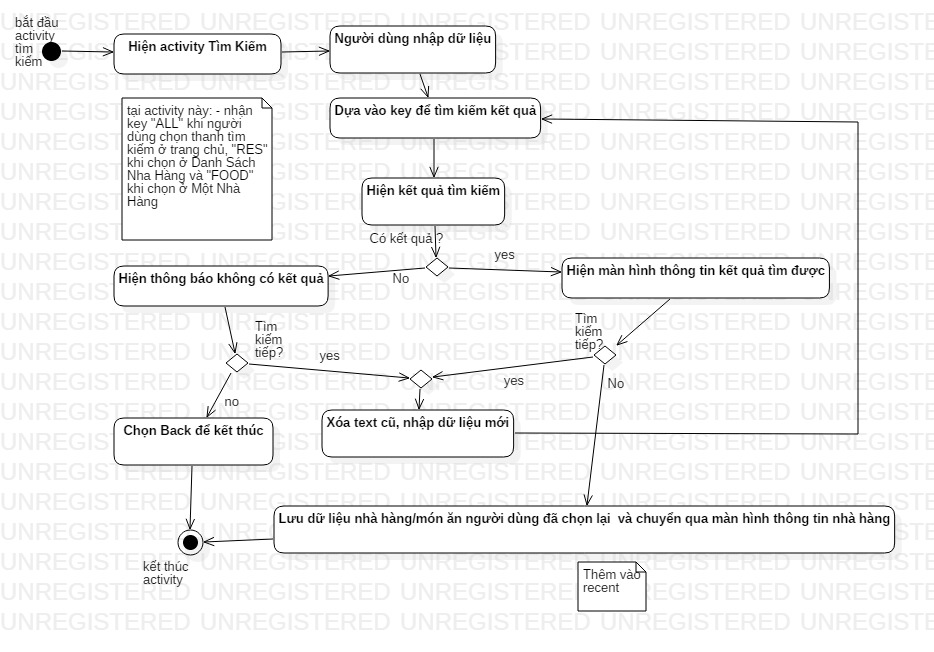 bắt đầu
activity
tìm
kiếm
Hiện activity Tìm Kiếm
Người dùng nhập dữ liệu
tại activity này: - nhận
key "ALL" khi người
dùng chọn thanh tìm
kiếm ở trang chủ, "RES"
khi chọn ở Danh Sách
Nha Hàng và "FOOD"
khi chọn ở Một Nhà
Hàng
Dựa vào key để tìm kiếm kết quả
Hiện kết quả tìm kiếm
Có kết quả ?
No
yes
Hiện thông báo không có kết quả
Hiện màn hình thông tin kết quả tìm được
Tìm
kiếm
tiếp?
yes
no
Tìm
kiếm
tiếp?
yes
No
Chọn Back để kết thúc
Xóa text cũ, nhập dữ liệu mới
Lưu dữ liệu nhà hàng/món ăn người dùng đã chọn lại và chuyển qua màn hình thông tin nhà hàng
kết thúc
activity
Thêm vào
recent
UNREGISTERED